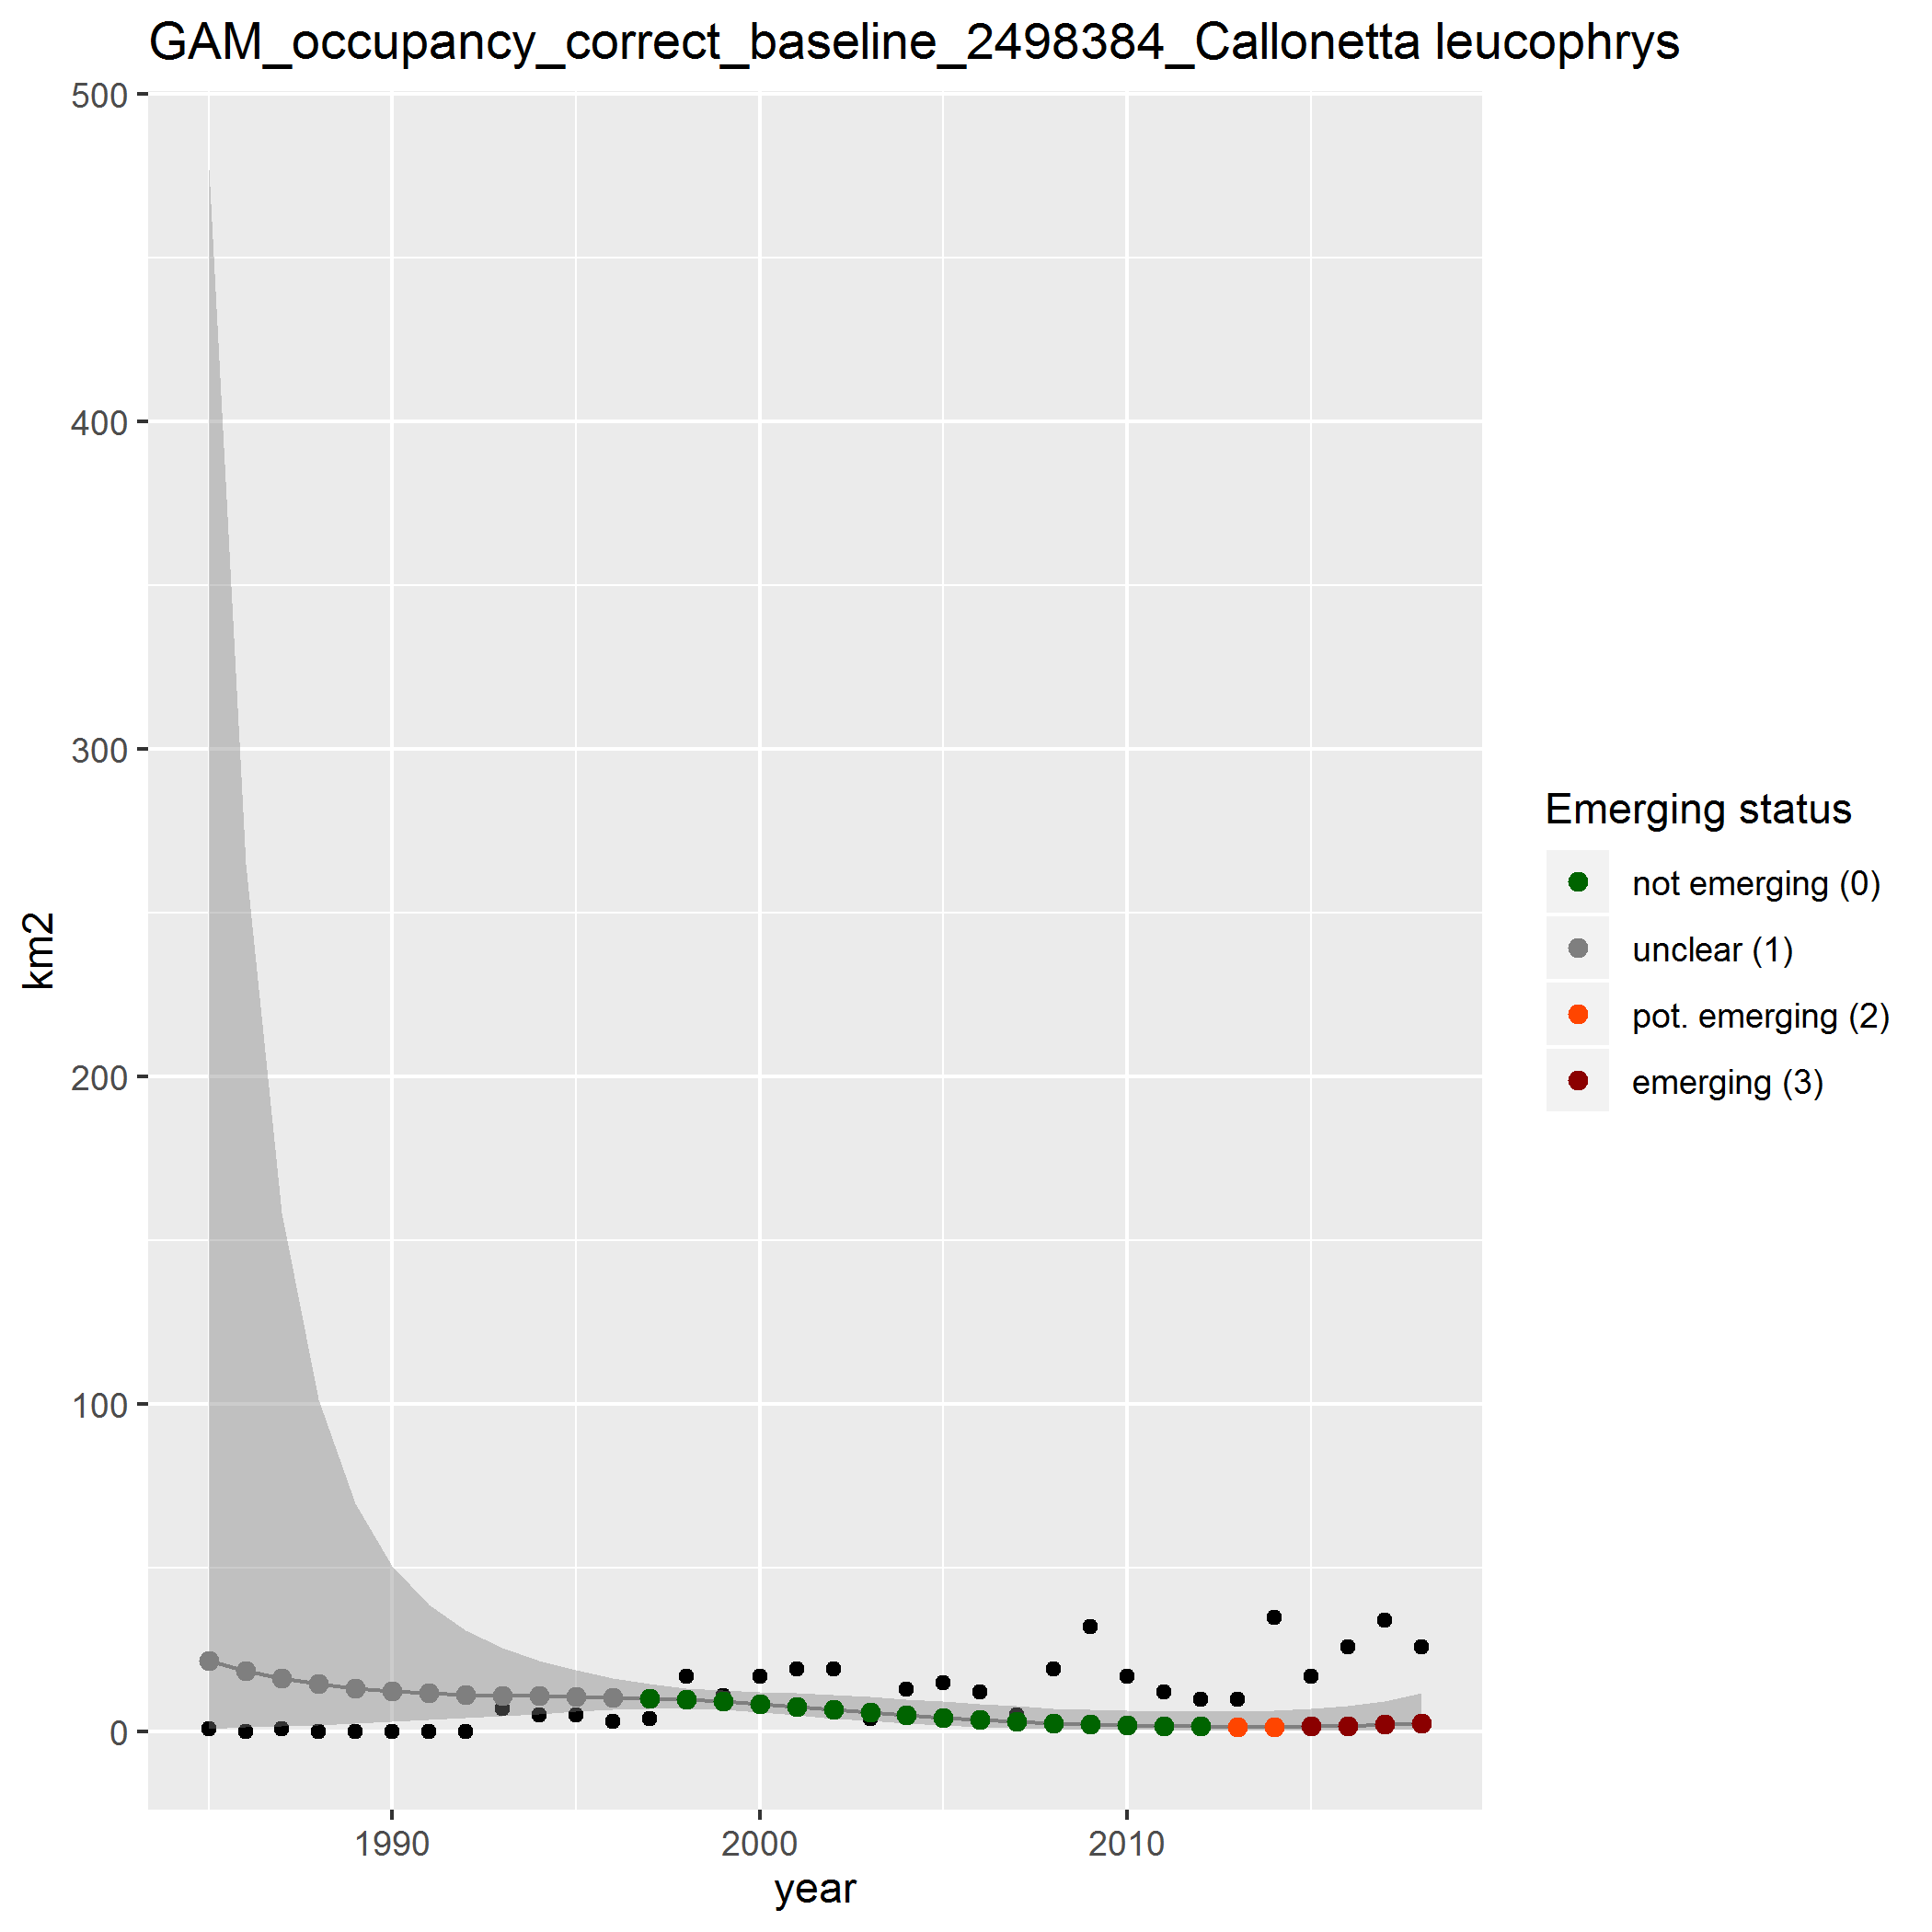 GAM_occupancy_correct_baseline_2498384_Callonetta leucophrys
500
400
300
200
100
0
km2
1990 2000 2010
year
Emerging status
not emerging (0)
unclear (1)
pot. emerging (2)
emerging (3)